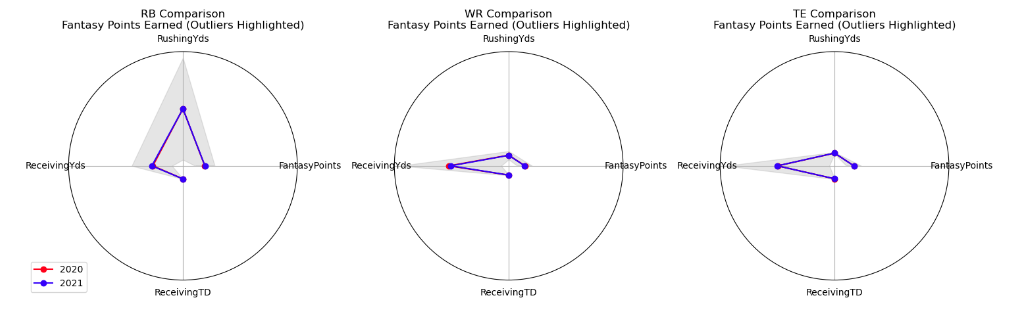 RB Comparison
Fantasy Points Earned (Outliers Highlighted)
RushingYds
ReceivingYds
FantasyPoints
ReceivingTD
2020
2021
WR Comparison
Fantasy Points Earned (Outliers Highlighted)
RushingYds
ReceivingYds
FantasyPoints
ReceivingTD
TE Comparison
Fantasy Points Earned (Outliers Highlighted)
RushingYds
ReceivingYds
FantasyPoints
ReceivingTD